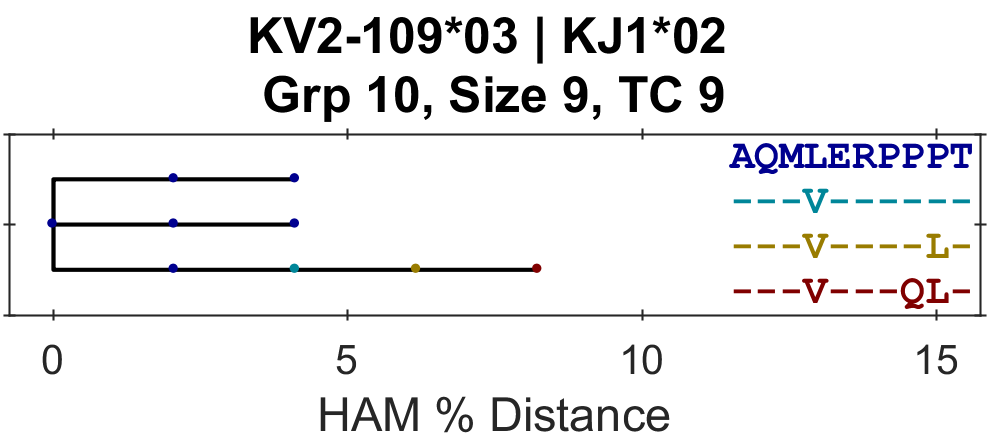 KV2-109*03 | KJ1*02
Grp 10, Size 9, TC 9
AQMLERPPPT
---V------
---V----L-
---V---QL-
0 5 10 15
HAM % Distance